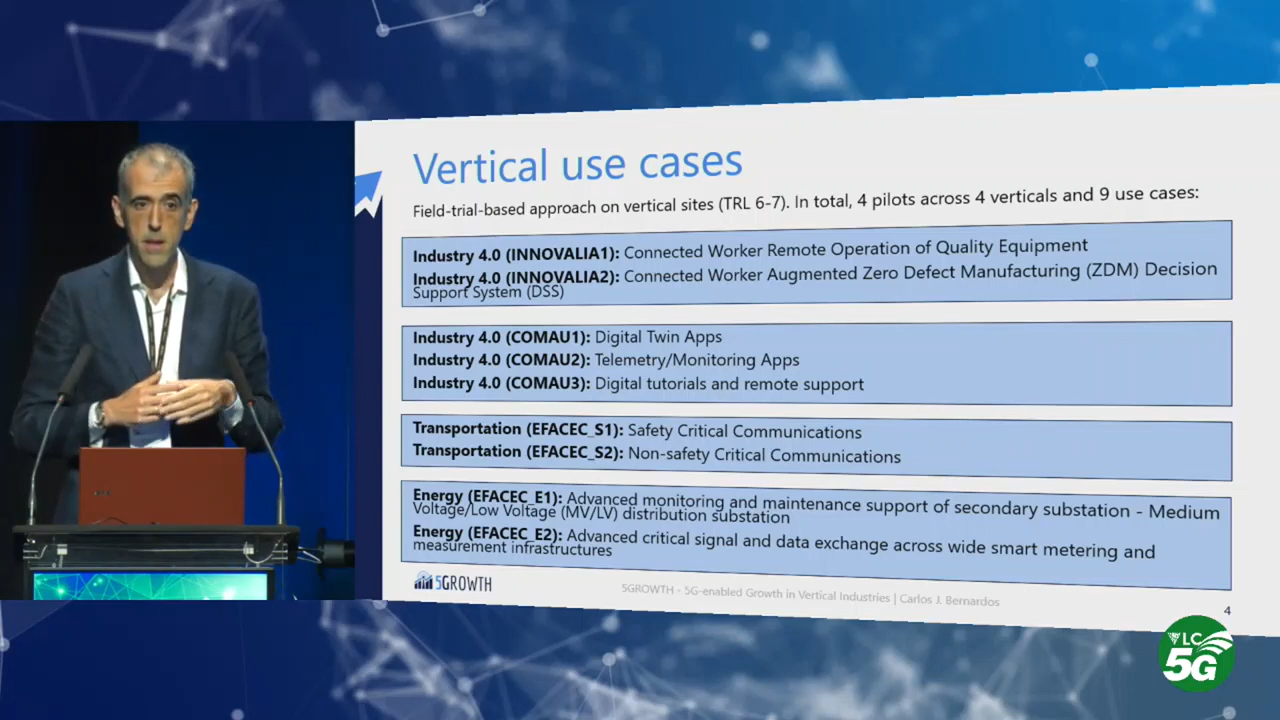 Vertical use cases
Field-trial-based approach on vertical sites (TRL 6-7). In total, 4 pilots across 4 verticals and 9 use cases:
Industry 4.0 (INNOVALIA1): Connected Worker Remote Operation of Quality Equipment
Industry 4.0 (INNOVALIA2): Connected Worker Augmented Zero Defect Manufacturing (ZDM) Decision
Support System (DSS)
Industry 4.0 (COMAU1): Digital Twin Apps
Industry 4.0 (COMAU2): Telemetry/Monitoring Apps
Industry 4.0 (COMAU3): Digital tutorials and remote support
Transportation (EFACEC_S1): Safety Critical Communications
Transportation (EFACEC_S2): Non-safety Critical Communications
Energy (EFACEC_E1): Advanced monitoring and maintenance support of secondary substation - Medium
Voltage/Low Voltage (MV/LV) distribution substation
Energy (EFACEC_E2): Advanced critical signal and data exchange across wide smart metering and
measurement infrastructures
5GROWTH
5GROWTH - 5G-enabled Growth in Vertical Industries | Carlos J. Bernardos
4
VLC
5G